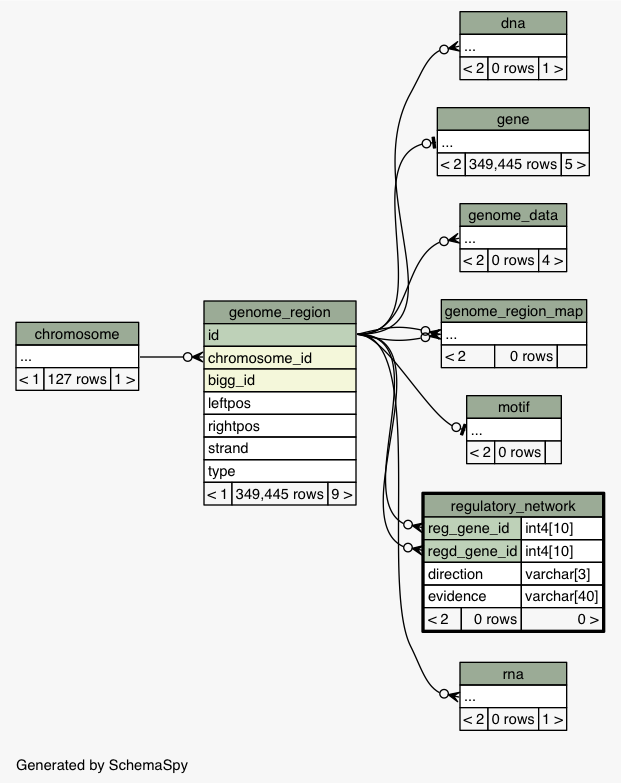 dna
...
< 2 0 rows 1 >
gene
...
< 2 349,445 rows 5 >
genome_data
...
< 2 0 rows 4 >
genome_region_map
...
< 2 0 rows
chromosome
...
< 1 127 rows 1 >
genome_region
id
chromosome_id
bigg_id
leftpos
rightpos
strand
type
< 1 349,445 rows 9 >
motif
...
< 2 0 rows
regulatory_network
reg_gene_id int4[10]
regd_gene_id int4[10]
direction varchar[3]
evidence varchar[40]
< 2 0 rows 0 >
rna
...
< 2 0 rows 1 >
Generated by SchemaSpy